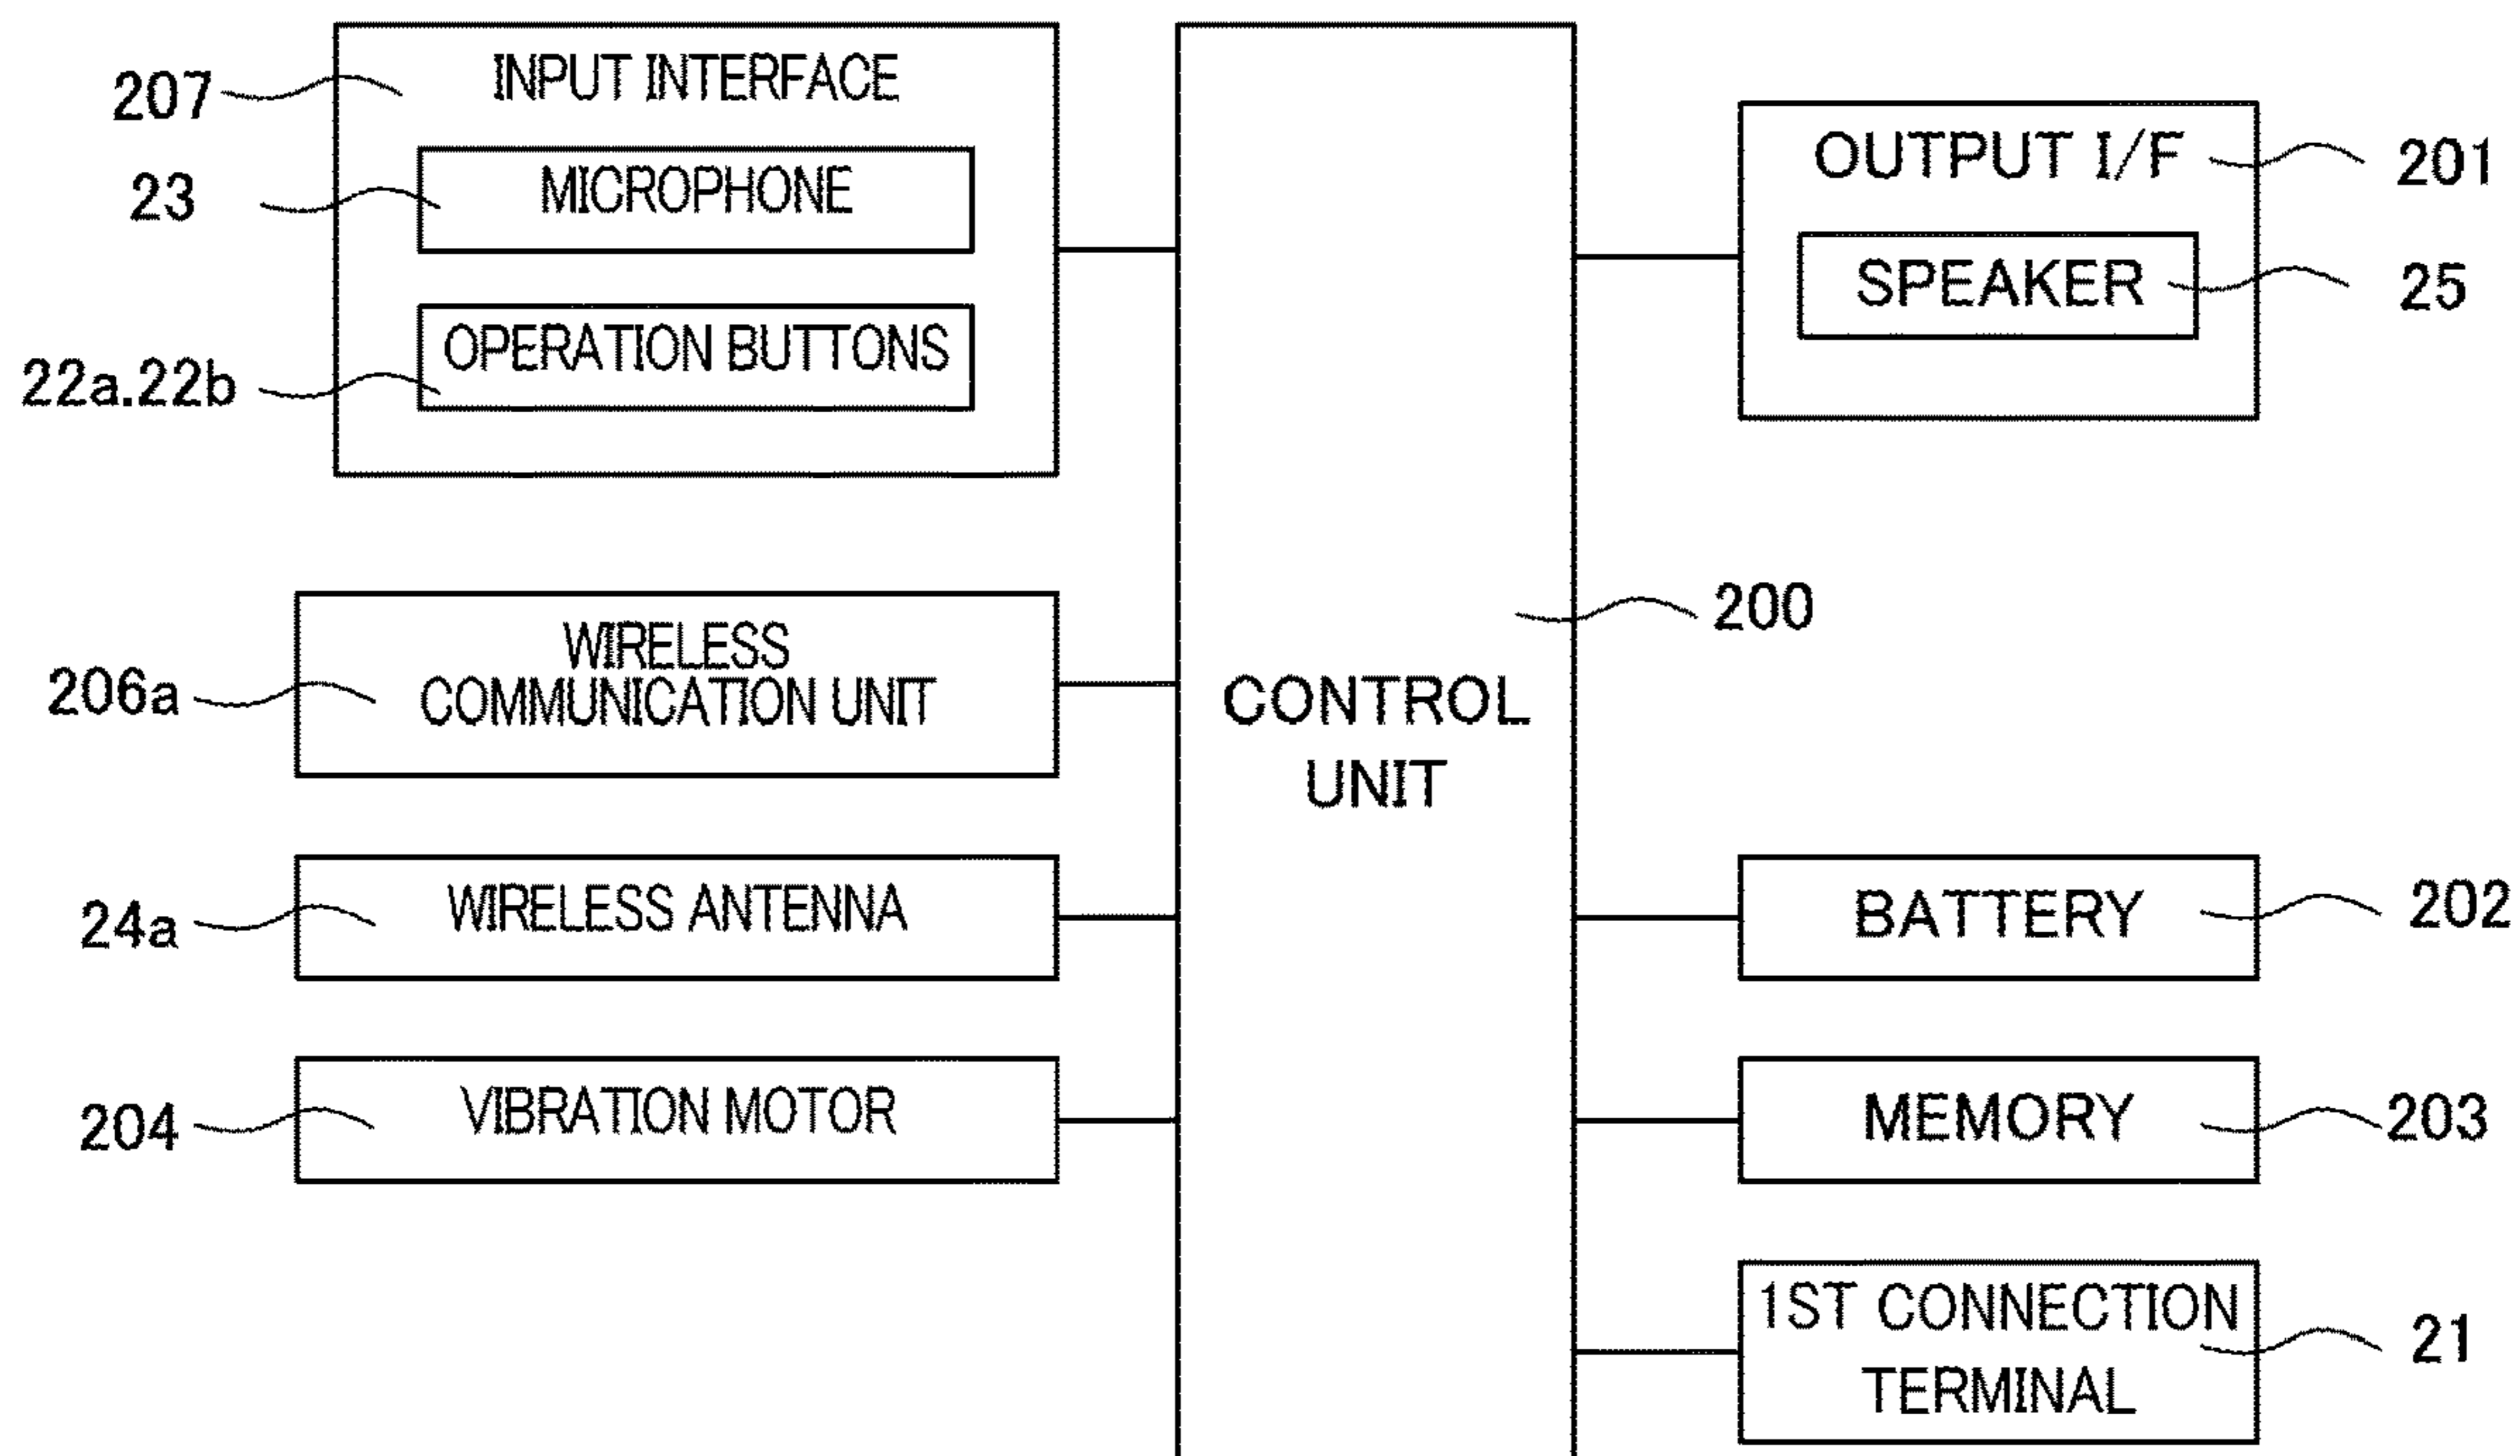 207
INPUT INTERFACE
23
MICROPHONE
22a.22b
OPERATION BUTTONS
206a
WIRELESS
COMMUNICATION UNIT
24a
WIRELESS ANTENNA
204
VIBRATION MOTOR
CONTROL
UNIT
200
OUTPUT I/F
201
SPEAKER
25
BATTERY
202
MEMORY
203
1ST CONNECTION
TERMINAL
21